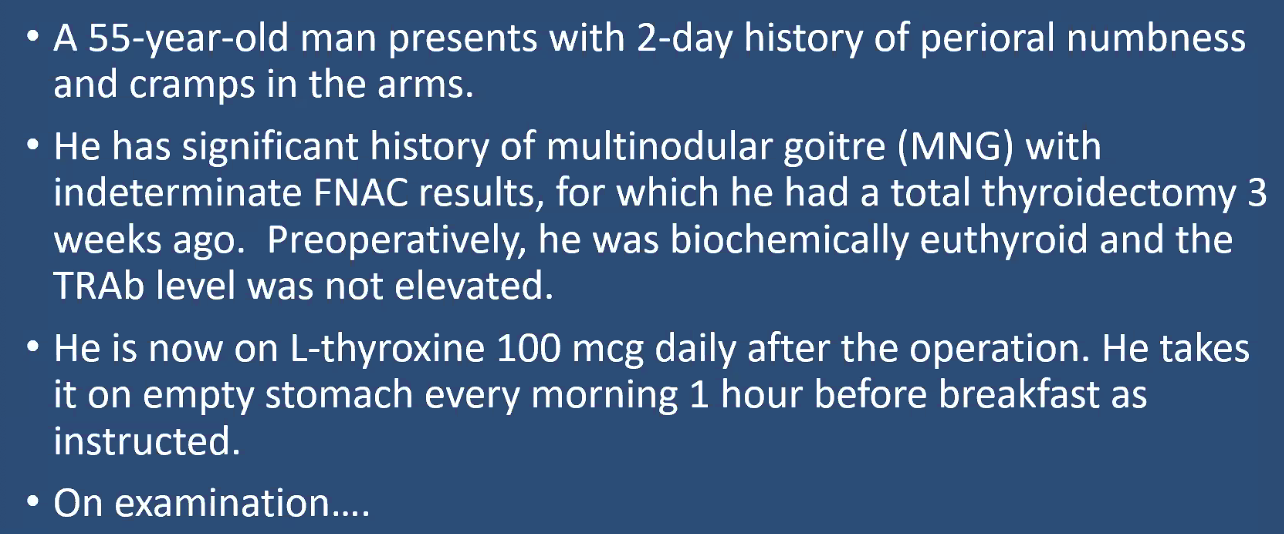 • A 55-year-old man presents with 2-day history of perioral numbness
and cramps in the arms.
• He has significant history of multinodular goitre (MNG) with
indeterminate FNAC results, for which he had a total thyroidectomy 3
weeks ago.  Preoperatively, he was biochemically euthyroid and the
TRAb level was not elevated.
• He is now on L-thyroxine 100 mcg daily after the operation. He takes
it on empty stomach every morning 1 hour before breakfast as
instructed.
• On examination….